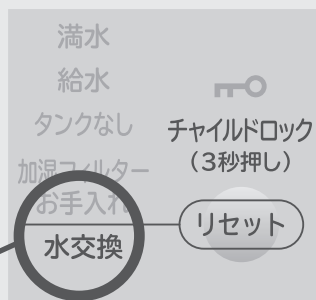 満水
給水
タンクなし
加湿フィルター
お手入れ
水交換
チャイルドロック
(3秒押し)
リセット